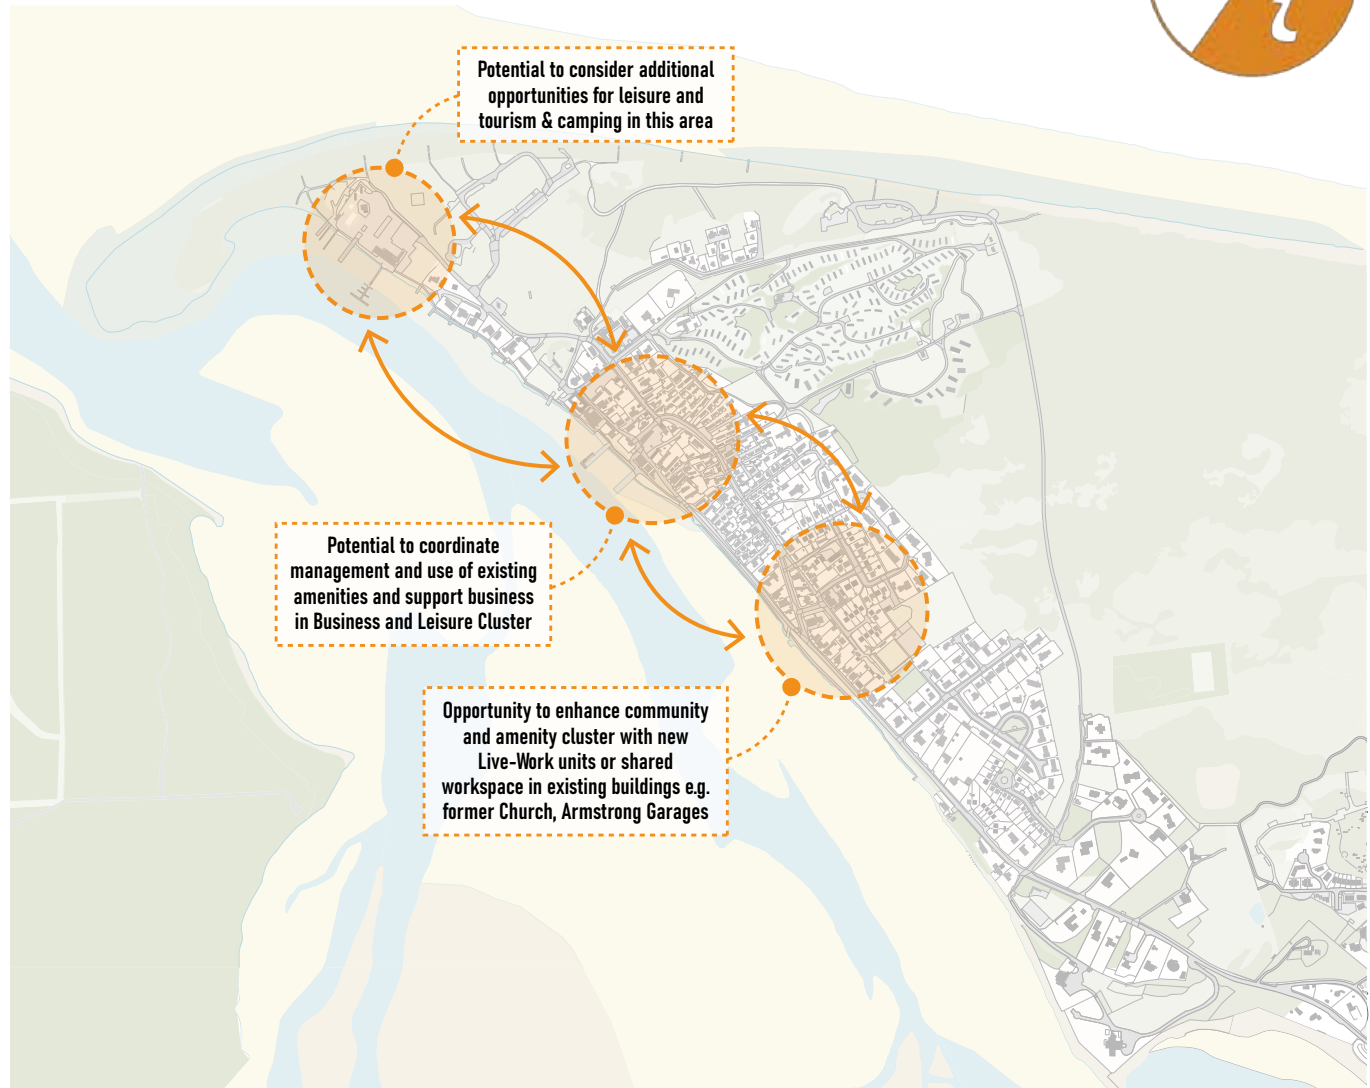 Potential to consider additional
opportunities for leisure and
tourism & camping in this area
Potential to coordinate
management and use of existing
amenities and support business
in Business and Leisure Cluster
Opportunity to enhance community
and amenity cluster with new
Live-Work units or shared
workspace in existing buildings e.g.
former Church, Armstrong Garages